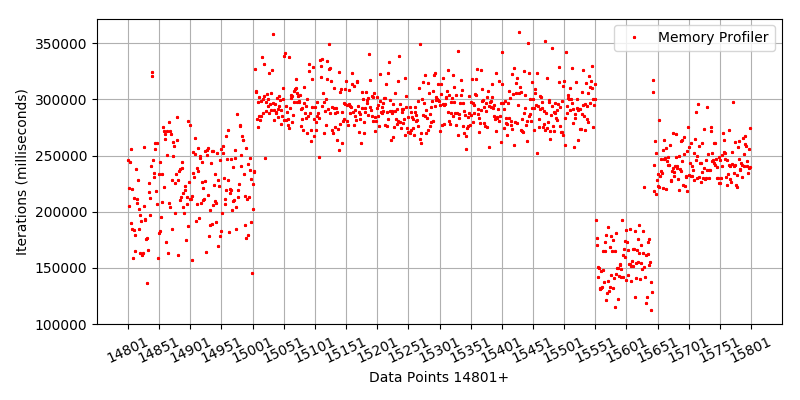 Memory Profiler
Iterations (milliseconds)
350000
300000
250000
200000
150000
100000
14801 14851 14901 14951 15001 15051 15101 15151 15201 15251 15301 15351 15401 15451 15501 15551 15601 15651 15701 15751 15801
Data Points 14801+